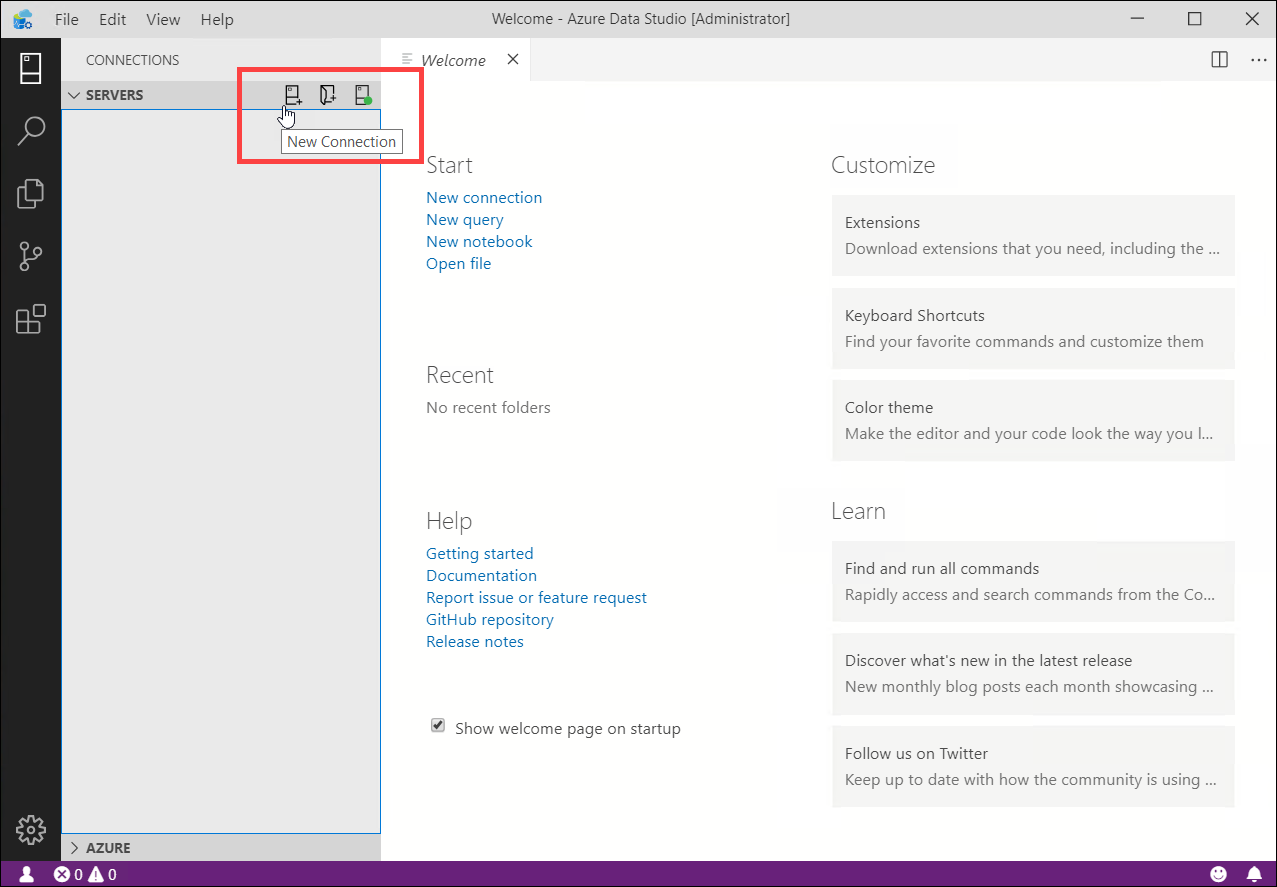 File Edit View Help
Welcome - Azure Data Studio [Administrator]
CONNECTIONS
Welcome
SERVERS
New Connection
Start
New connection
New query
New notebook
Open file
Recent
No recent folders
Help
Getting started
Documentation
Report issue or feature request
GitHub repository
Release notes
Show welcome page on startup
Customize
Extensions
Download extensions that you need, including the ...
Keyboard Shortcuts
Find your favorite commands and customize them
Color theme
Make the editor and your code look the way you l...
Learn
Find and run all commands
Rapidly access and search commands from the Co...
Discover what's new in the latest release
New monthly blog posts each month showcasing ...
Follow us on Twitter
Keep up to date with how the community is using ...
AZURE
0 0